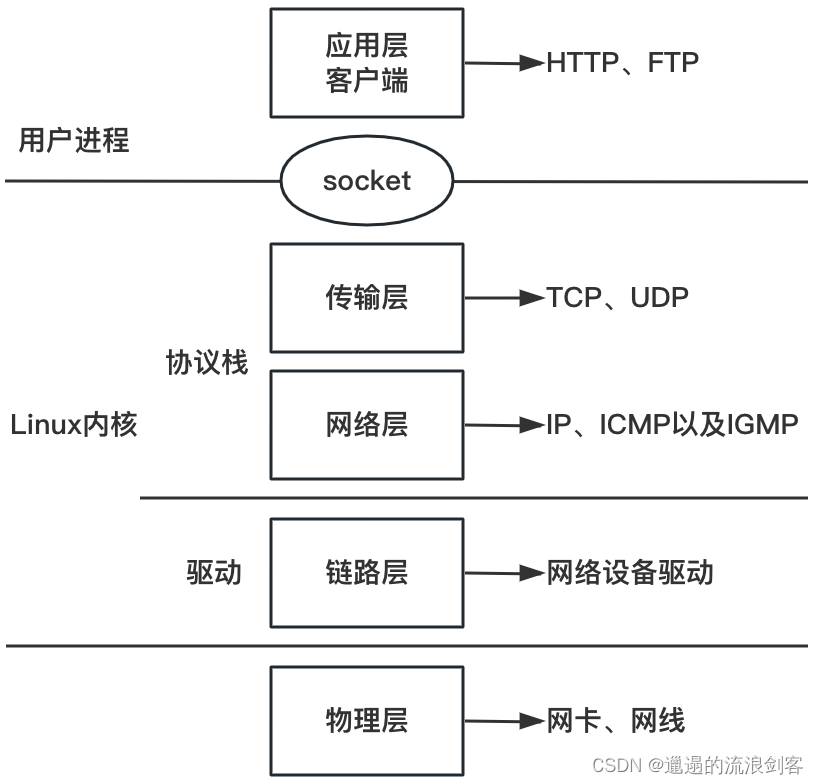 应用层
客户端
HTTP、FTP
用户进程
socket
传输层
TCP、UDP
协议栈
Linux内核
网络层
IP、ICMP以及IGMP
驱动
链路层
网络设备驱动
物理层
网卡、网线
CSDN @邋遢的流浪剑客